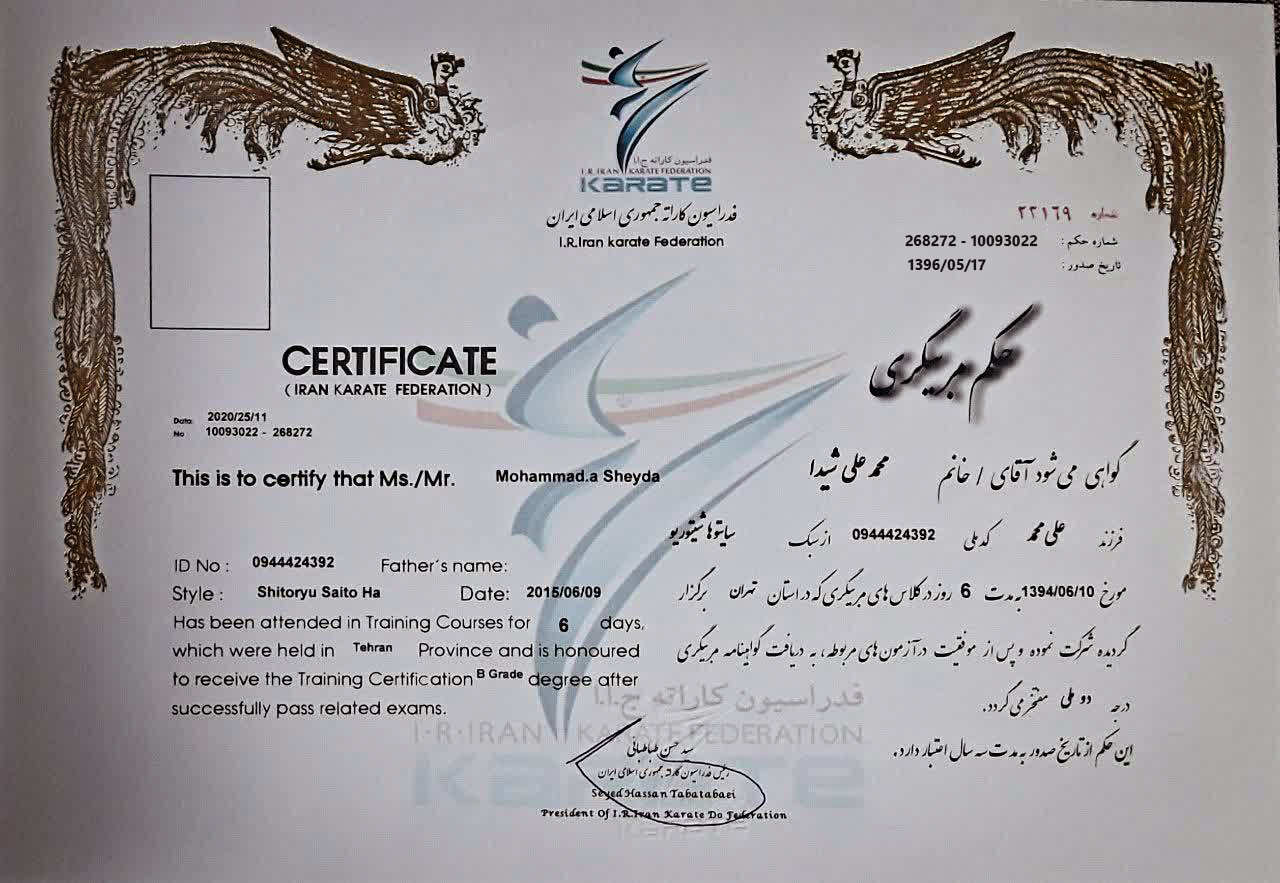 فدراسیون کاراته ج.ا.ا.
I.R.IRAN KARATE FEDERATION
KARATE
فدراسیون کاراته جمهوری اسلامی ایران
I.R.Iran karate Federation
شماره ۲۲۱۶۹
شماره حکم : 268272 - 10093022
تاریخ صدور : 1396/05/17
حکم مربیگری
گواهی می شود آقای / خانم محمد علی شیدا
فرزند علی محمد کد ملی 0944424392 از سبک سایتوها شیتوریو
مورخ 1394/06/10 به مدت 6 روز در کلاس های مربیگری که در استان تهران برگزار
گردیده شرکت نموده و پس از موفقیت در آزمون های مربوطه، به دریافت گواهینامه مربیگری
درجه دو ملی مفتخر می گردد.
این حکم از تاریخ صدور به مدت سه سال اعتبار دارد.
CERTIFICATE
( IRAN KARATE FEDERATION )
Date: 2020/25/11
No 10093022 - 268272
This is to certify that Ms./Mr. Mohammad.a Sheyda
ID No : 0944424392 Father's name:
Style : Shitoryu Saito Ha Date: 2015/06/09
Has been attended in Training Courses for 6 days,
which were held in Tehran Province and is honoured
to receive the Training Certification B Grade degree after
successfully pass related exams.
فدراسیون کاراته ج.ا.ا.
I.R.IRAN KARATE FEDERATION
KARATE
سید حسن طباطبائی
رئیس فدراسیون کاراته جمهوری اسلامی ایران
Seyed Hassan Tabatabaei
President Of I.R.Iran Karate Do Federation